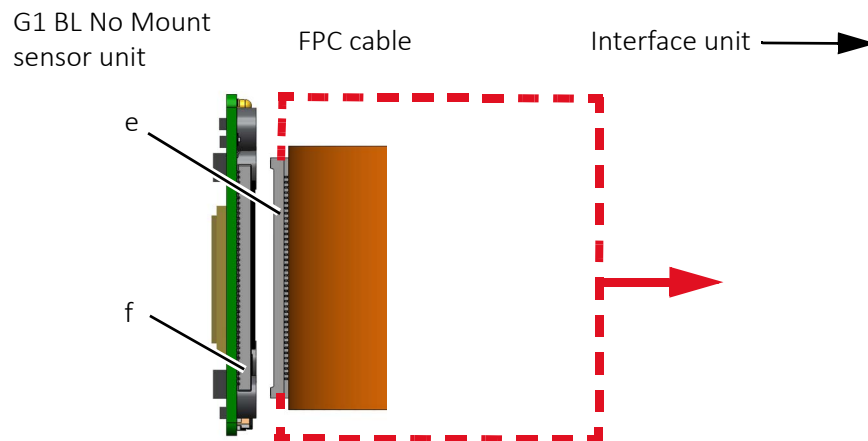 G1 BL No Mount
sensor unit
FPC cable
Interface unit
e
f